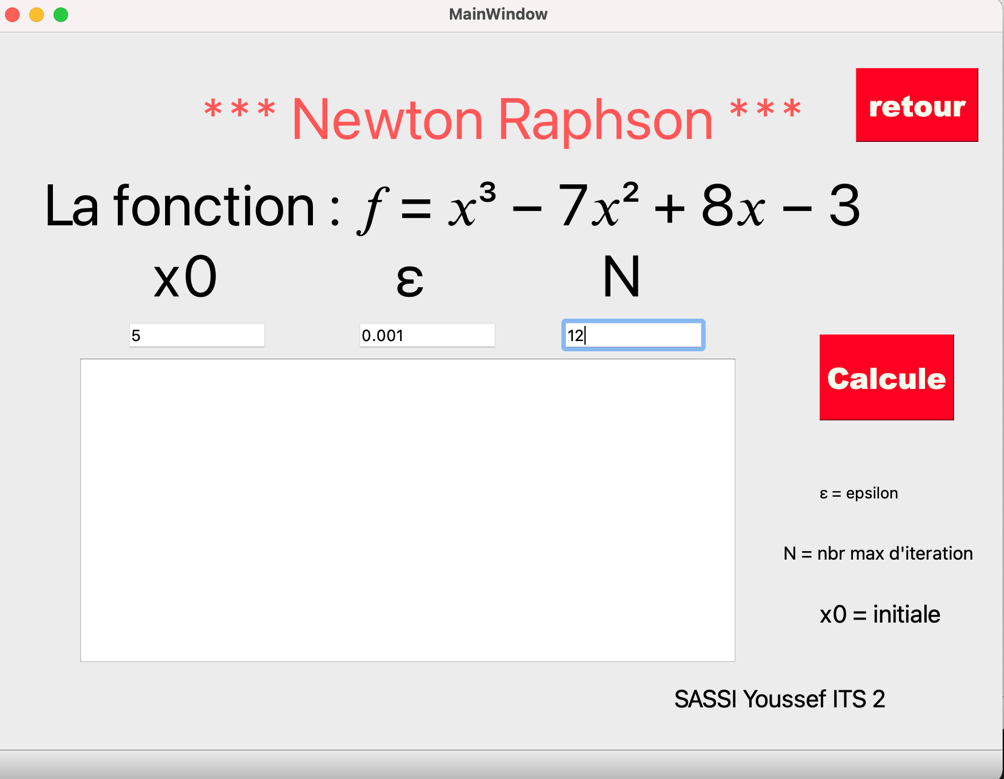 MainWindow
*** Newton Raphson ***
retour
La fonction : 𝑓 = 𝑥³ − 7𝑥² + 8𝑥 − 3
x0 ε N
5 0.001 12
Calcule
ε = epsilon
N = nbr max d'iteration
x0 = initiale
SASSI Youssef ITS 2